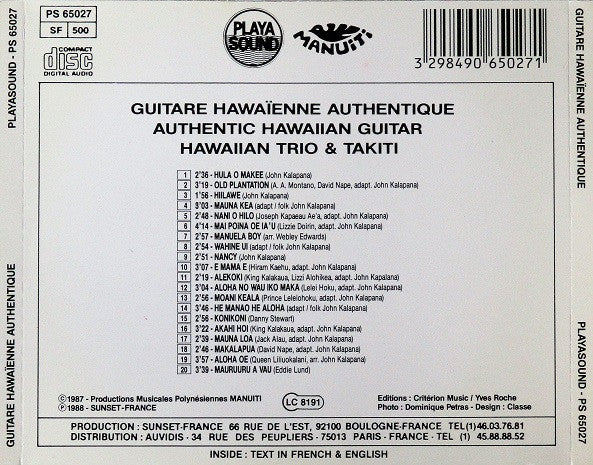 PS 65027
SF 500
COMPACT
disc
DIGITAL AUDIO
PLAYA
SOUND
MANUiTi
3 298490 650271
GUITARE HAWAÏENNE AUTHENTIQUE
AUTHENTIC HAWAIIAN GUITAR
HAWAIIAN TRIO & TAKITI
1 2'36 - HULA O MAKEE (John Kalapana)
2 3'19 - OLD PLANTATION (A. A. Montano, David Nape, adapt. John Kalapana)
3 1'56 - HIILAWE (John Kalapana)
4 3'03 - MAUNA KEA (adapt / folk John Kalapana)
5 2'48 - NANI O HILO (Joseph Kapaeau Ae'a, adapt. John Kalapana)
6 4'14 - MAI POINA OE IA'U (Lizzie Doirin, adapt. John Kalapana)
7 2'57 - MANUELA BOY (arr. Webley Edwards)
8 2'54 - WAHINE UI (adapt / folk John Kalapana)
9 2'51 - NANCY (John Kalapana)
10 3'07 - E MAMA E (Hiram Kaehu, adapt. John Kalapana)
11 2'19 - ALEKOKI (King Kalakaua, Lizzi Alohikea, adapt. John Kapalana)
12 3'04 - ALOHA NO WAU IKO MAKA (Lelei Hoku, adapt. John Kalapana)
13 2'56 - MOANI KEALA (Prince Leleiohoku, adapt. John Kalapana)
14 3'46 - HE MANAO HE ALOHA (adapt / folk John Kalapana)
15 2'56 - KONIKONI (Danny Stewart)
16 3'22 - AKAHI HOI (King Kalakaua, adapt. John Kalapana)
17 2'39 - MAUNA LOA (Jack Alau, adapt. John Kalapana)
18 2'46 - MAKALAPUA (David Nape, adapt. John Kalapana)
19 3'57 - ALOHA OE (Queen Liliuokalani, arr. John Kalapana)
20 3'39 - MAURUURU A VAU (Eddie Lund)
Ⓒ1987 - Productions Musicales Polynésiennes MANUITI
Ⓟ1988 - SUNSET-FRANCE
LC 8191
Editions : Critérion Music / Yves Roche
Photo : Dominique Petras - Design : Classe
PRODUCTION : SUNSET-FRANCE 66 RUE DE L'EST, 92100 BOULOGNE-FRANCE TEL(1)46.03.76.81
DISTRIBUTION : AUVIDIS - 34 RUE DES PEUPLIERS - 75013 PARIS - FRANCE - TEL(1) 45.88.88.52
INSIDE : TEXT IN FRENCH & ENGLISH
PLAYASOUND - PS 65027
GUITARE HAWAÏENNE AUTHENTIQUE
GUITARE HAWAÏENNE AUTHENTIQUE
PLAYASOUND - PS 65027